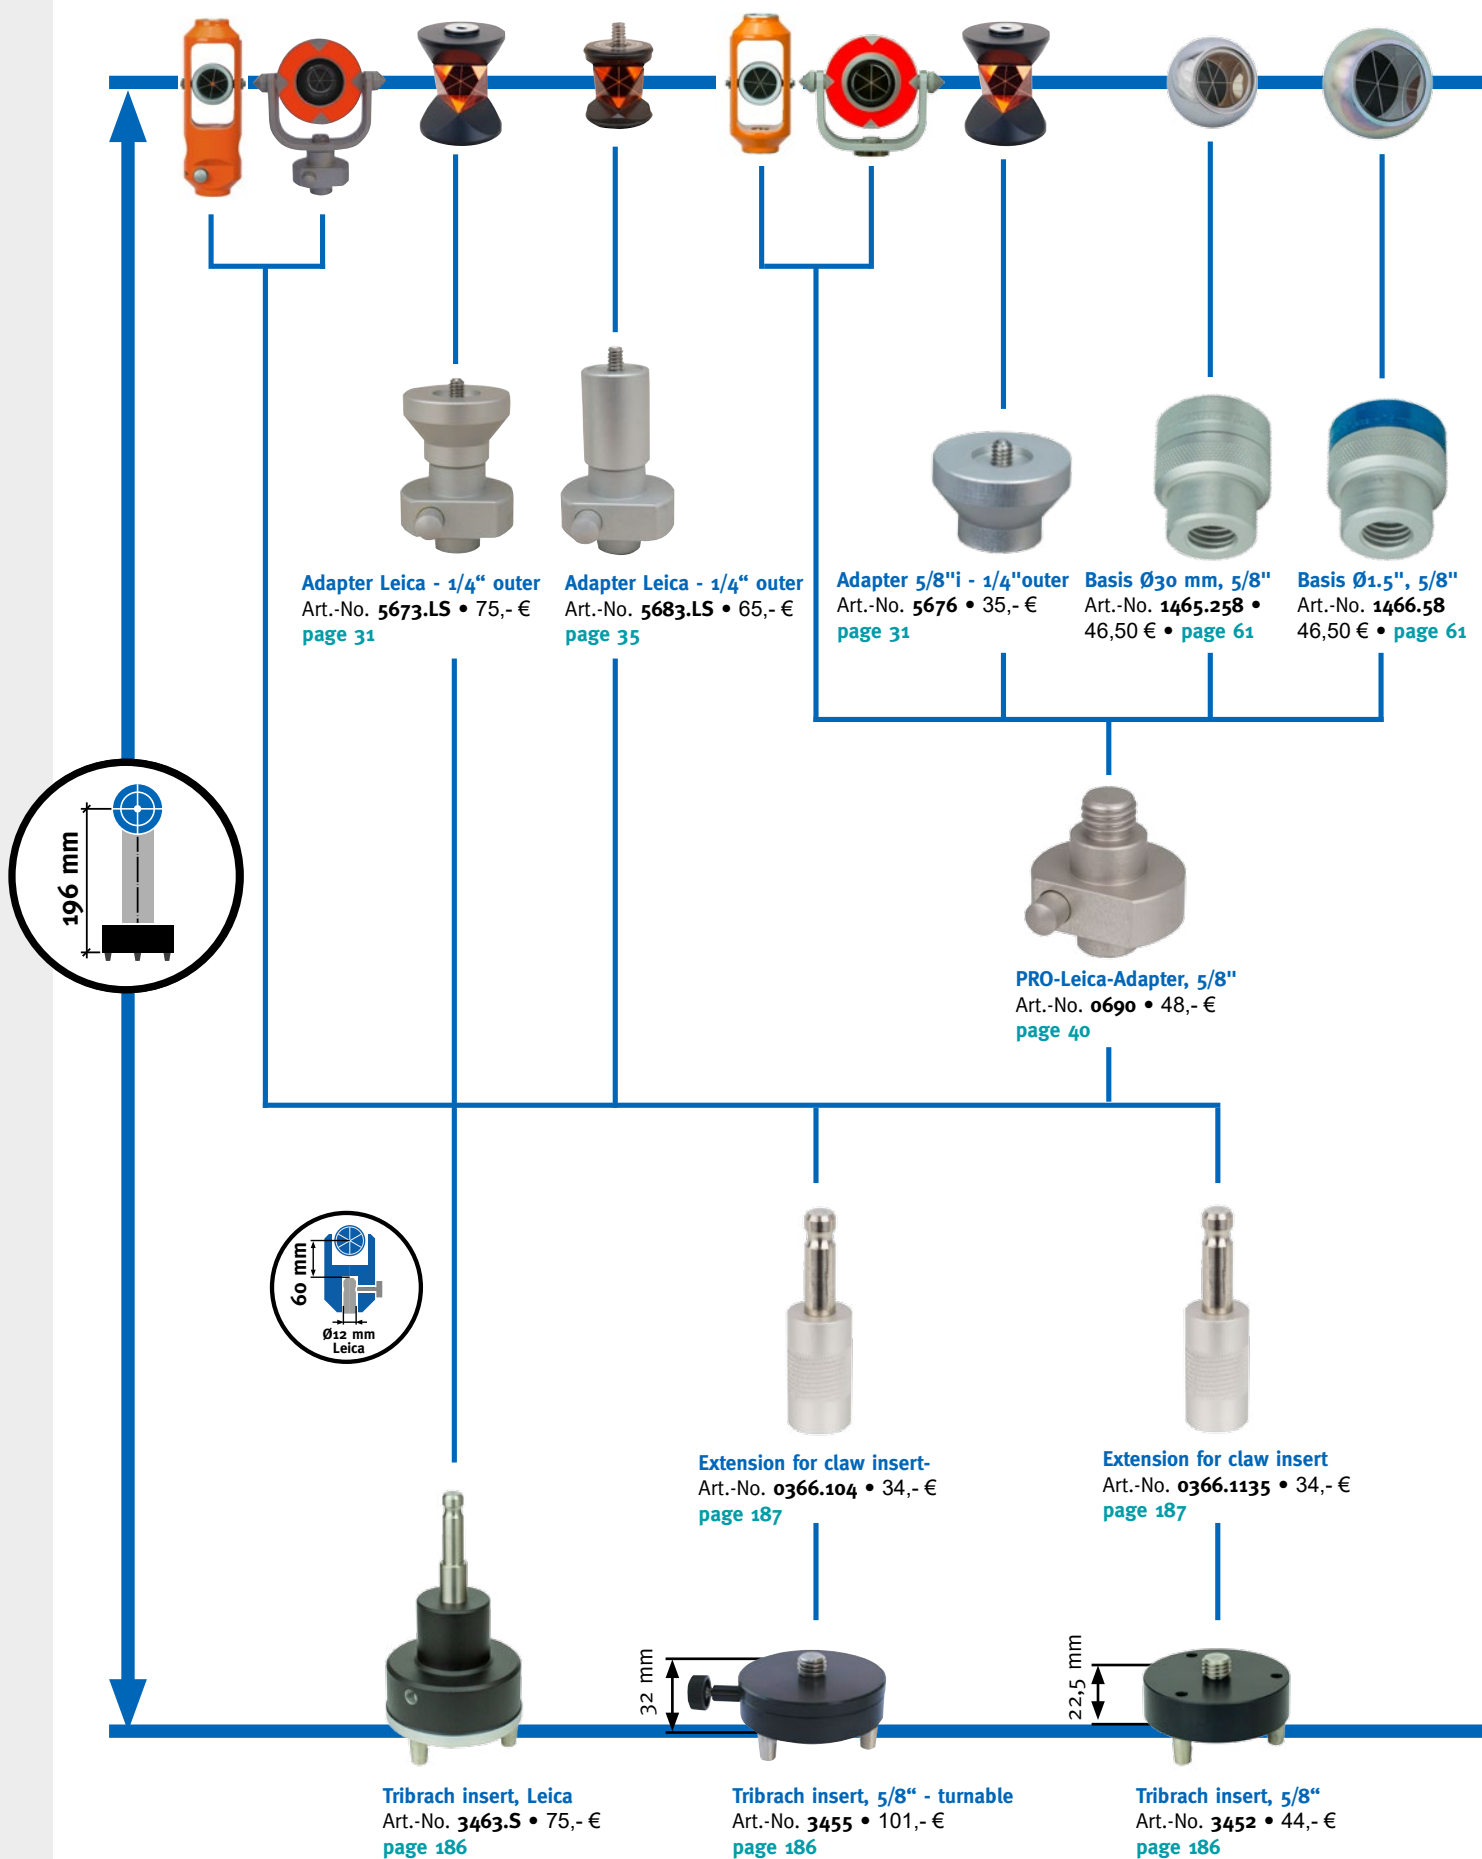 Adapter Leica - 1/4“ outer
Art.-No. 5673.LS • 75,- €
page 31
Adapter Leica - 1/4“ outer
Art.-No. 5683.LS • 65,- €
page 35
Adapter 5/8"i - 1/4"outer
Art.-No. 5676 • 35,- €
page 31
Basis Ø30 mm, 5/8"
Art.-No. 1465.258 •
46,50 € • page 61
Basis Ø1.5", 5/8"
Art.-No. 1466.58
46,50 € • page 61
196 mm
PRO-Leica-Adapter, 5/8"
Art.-No. 0690 • 48,- €
page 40
60 mm
Ø12 mm
Leica
Extension for claw insert-
Art.-No. 0366.104 • 34,- €
page 187
Extension for claw insert
Art.-No. 0366.1135 • 34,- €
page 187
32 mm
22,5 mm
Tribrach insert, Leica
Art.-No. 3463.S • 75,- €
page 186
Tribrach insert, 5/8“ - turnable
Art.-No. 3455 • 101,- €
page 186
Tribrach insert, 5/8“
Art.-No. 3452 • 44,- €
page 186